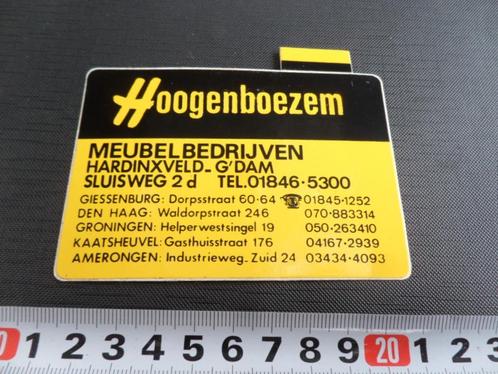 Hoogenboezem
MEUBELBEDRIJVEN
HARDINXVELD-G'DAM
SLUISWEG 2d TEL.01846-5300
GIESSENBURG: Dorpsstraat 60-64 ☎01845-1252
DEN HAAG: Waldorpstraat 246 070-883314
GRONINGEN: Helperwestsingel 19 050-263410
KAATSHEUVEL: Gasthuisstraat 176 04167-2939
AMERONGEN: Industrieweg-Zuid 24 03434-4093
0 1 2 3 4 5 6 7 8 9 20 1 2 3